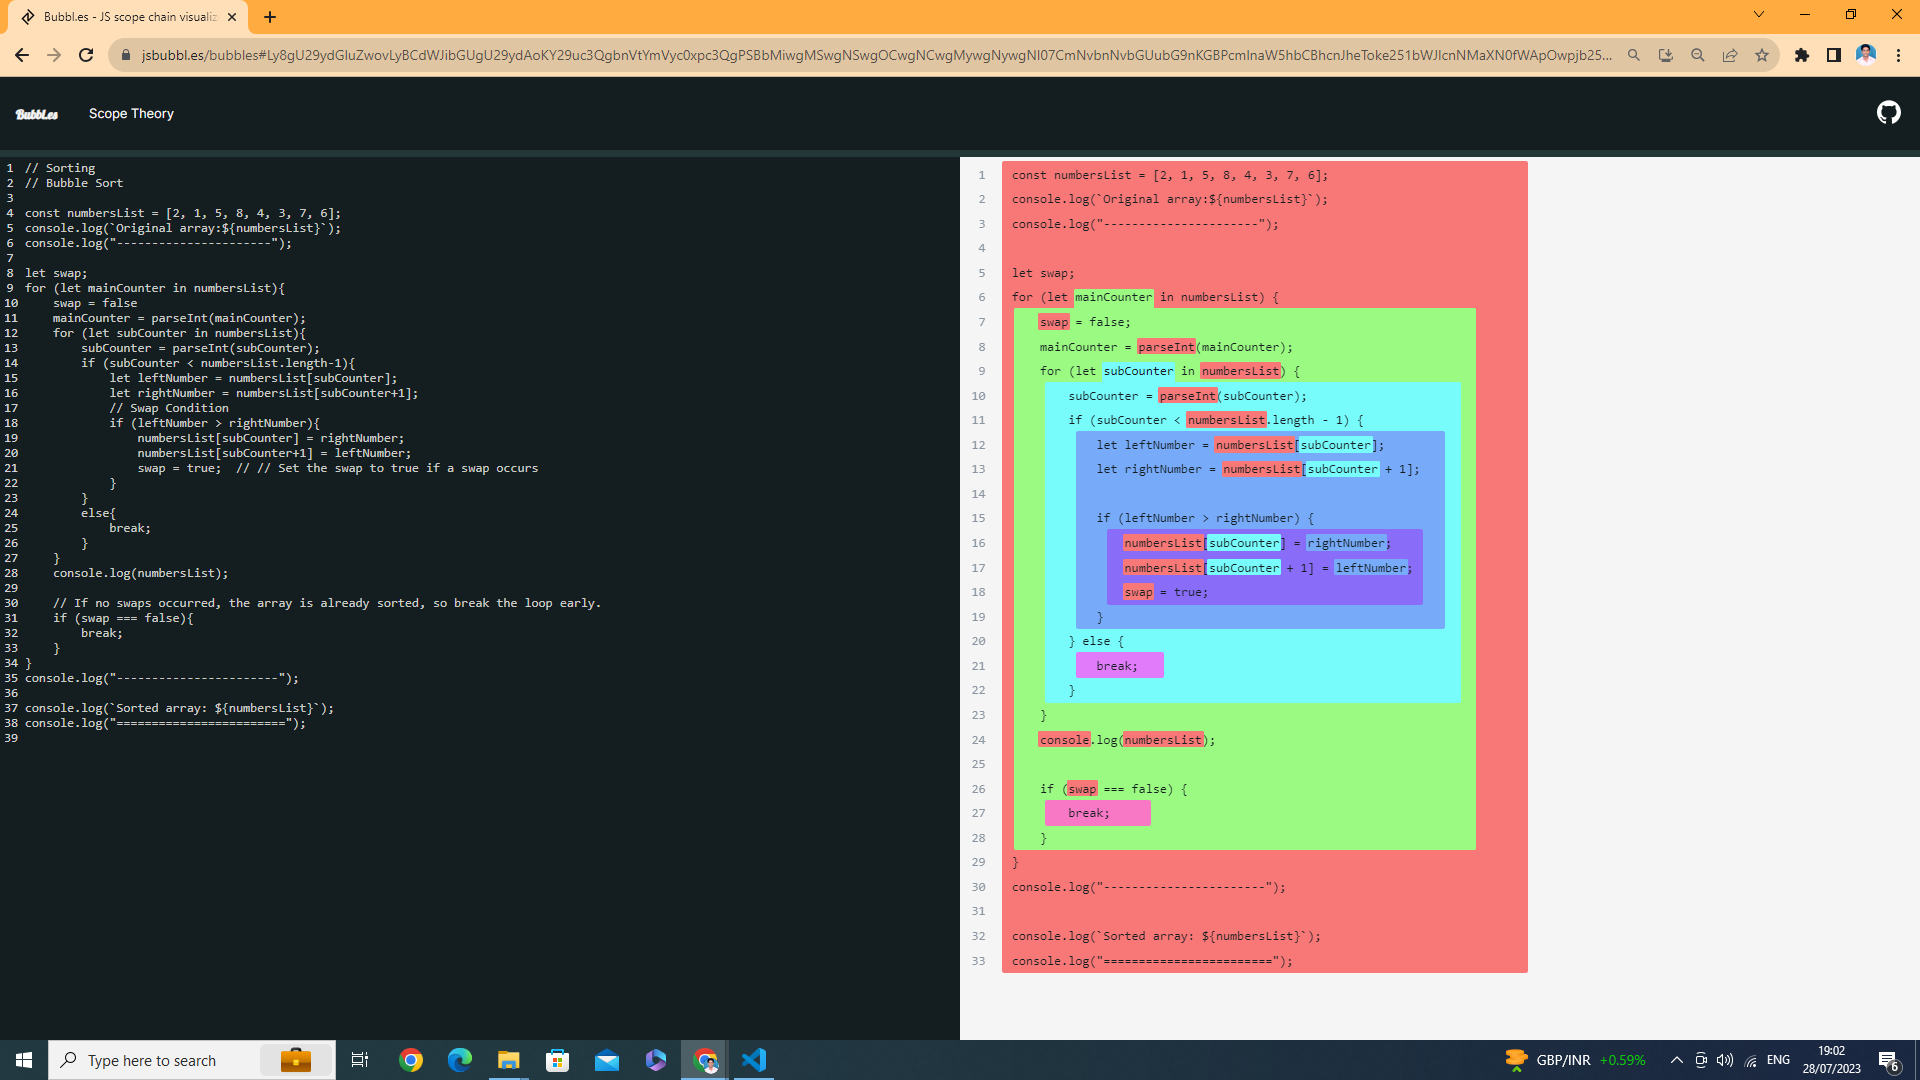 Bubbl.es - JS scope chain visualiz
jsbubbl.es/bubbles#Ly8gU29ydGluZwovLyBCdWJibGUgU29ydAoKY29uc3QgbnVtYmVyc0xpc3QgPSBbMiwgMSwgNSwgOCwgNCwgMywgNywgNl07CmNvbnNvbGUubG9nKGBPcmlnaW5hbCBhcnJheToke251bWJlcnNMaXN0fWApOwpjb25...
Bubbl.es
Scope Theory
1 // Sorting
2 // Bubble Sort
3
4 const numbersList = [2, 1, 5, 8, 4, 3, 7, 6];
5 console.log(`Original array:${numbersList}`);
6 console.log("----------------------");
7
8 let swap;
9 for (let mainCounter in numbersList){
10 swap = false
11 mainCounter = parseInt(mainCounter);
12 for (let subCounter in numbersList){
13 subCounter = parseInt(subCounter);
14 if (subCounter < numbersList.length-1){
15 let leftNumber = numbersList[subCounter];
16 let rightNumber = numbersList[subCounter+1];
17 // Swap Condition
18 if (leftNumber > rightNumber){
19 numbersList[subCounter] = rightNumber;
20 numbersList[subCounter+1] = leftNumber;
21 swap = true; // // Set the swap to true if a swap occurs
22 }
23 }
24 else{
25 break;
26 }
27 }
28 console.log(numbersList);
29
30 // If no swaps occurred, the array is already sorted, so break the loop early.
31 if (swap === false){
32 break;
33 }
34 }
35 console.log("-----------------------");
36
37 console.log(`Sorted array: ${numbersList}`);
38 console.log("========================");
39
1 const numbersList = [2, 1, 5, 8, 4, 3, 7, 6];
2 console.log(`Original array:${numbersList}`);
3 console.log("----------------------");
4
5 let swap;
6 for (let mainCounter in numbersList) {
7 swap = false;
8 mainCounter = parseInt(mainCounter);
9 for (let subCounter in numbersList) {
10 subCounter = parseInt(subCounter);
11 if (subCounter < numbersList.length - 1) {
12 let leftNumber = numbersList[subCounter];
13 let rightNumber = numbersList[subCounter + 1];
14
15 if (leftNumber > rightNumber) {
16 numbersList[subCounter] = rightNumber;
17 numbersList[subCounter + 1] = leftNumber;
18 swap = true;
19 }
20 } else {
21 break;
22 }
23 }
24 console.log(numbersList);
25
26 if (swap === false) {
27 break;
28 }
29 }
30 console.log("-----------------------");
31
32 console.log(`Sorted array: ${numbersList}`);
33 console.log("========================");
Type here to search
GBP/INR +0.59%
ENG
19:02
28/07/2023
6